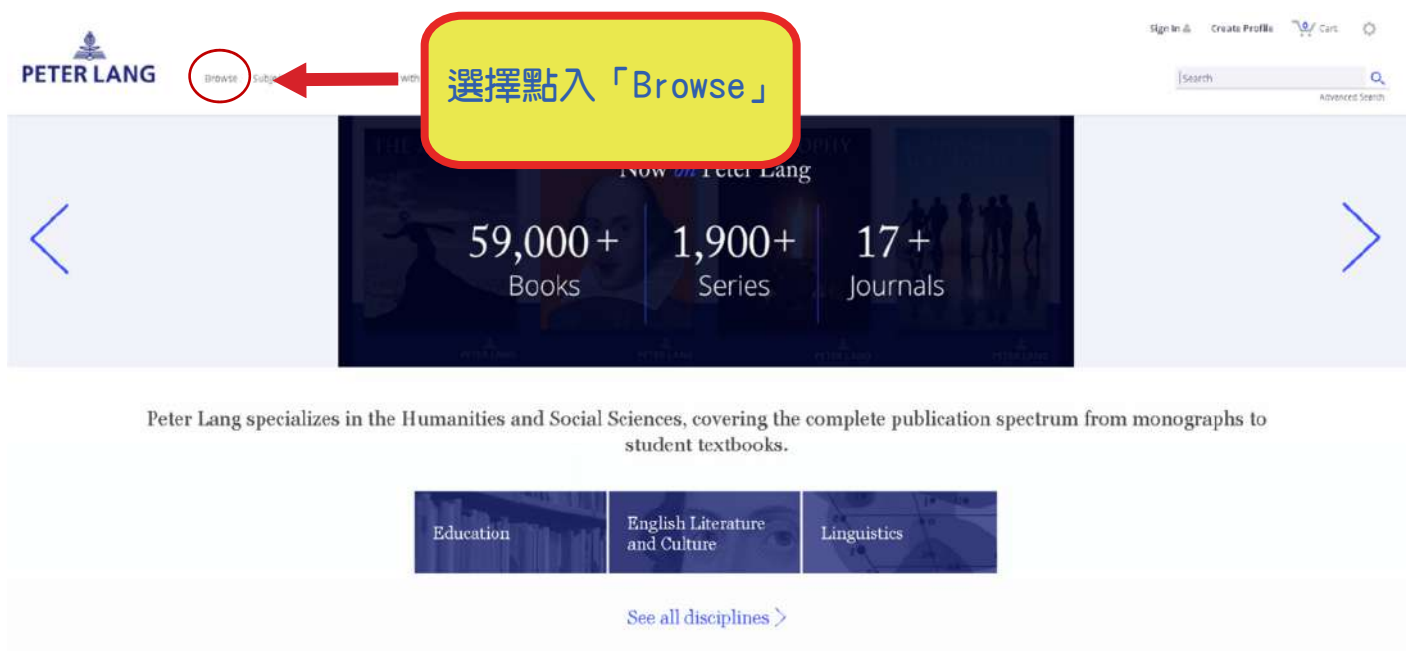 Sign In
Create Profile
0
Cart
PETER LANG
Browse
with
選擇點入「Browse」
Search
Advanced Search
Now on Peter Lang
59,000+
Books
1,900+
Series
17+
Journals
Peter Lang specializes in the Humanities and Social Sciences, covering the complete publication spectrum from monographs to
student textbooks.
Education
English Literature
and Culture
Linguistics
See all disciplines >